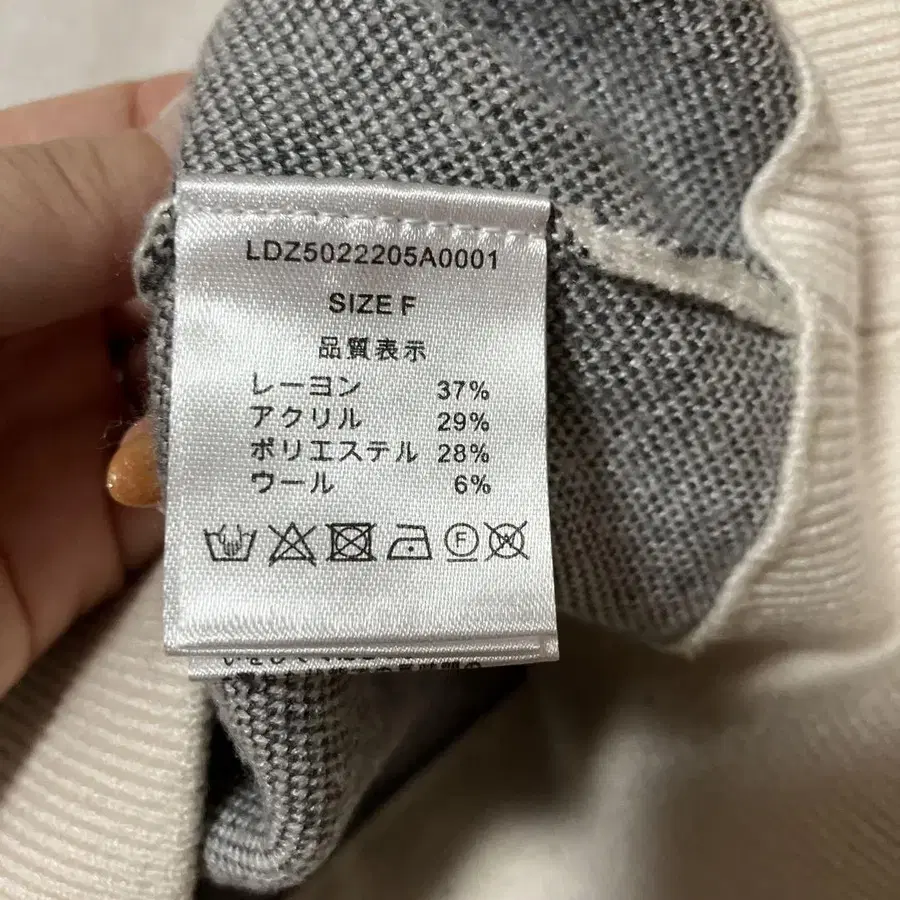 LDZ5022205A0001
SIZE F
品質表示
レーヨン 37%
アクリル 29%
ポリエステル 28%
ウール 6%
F W